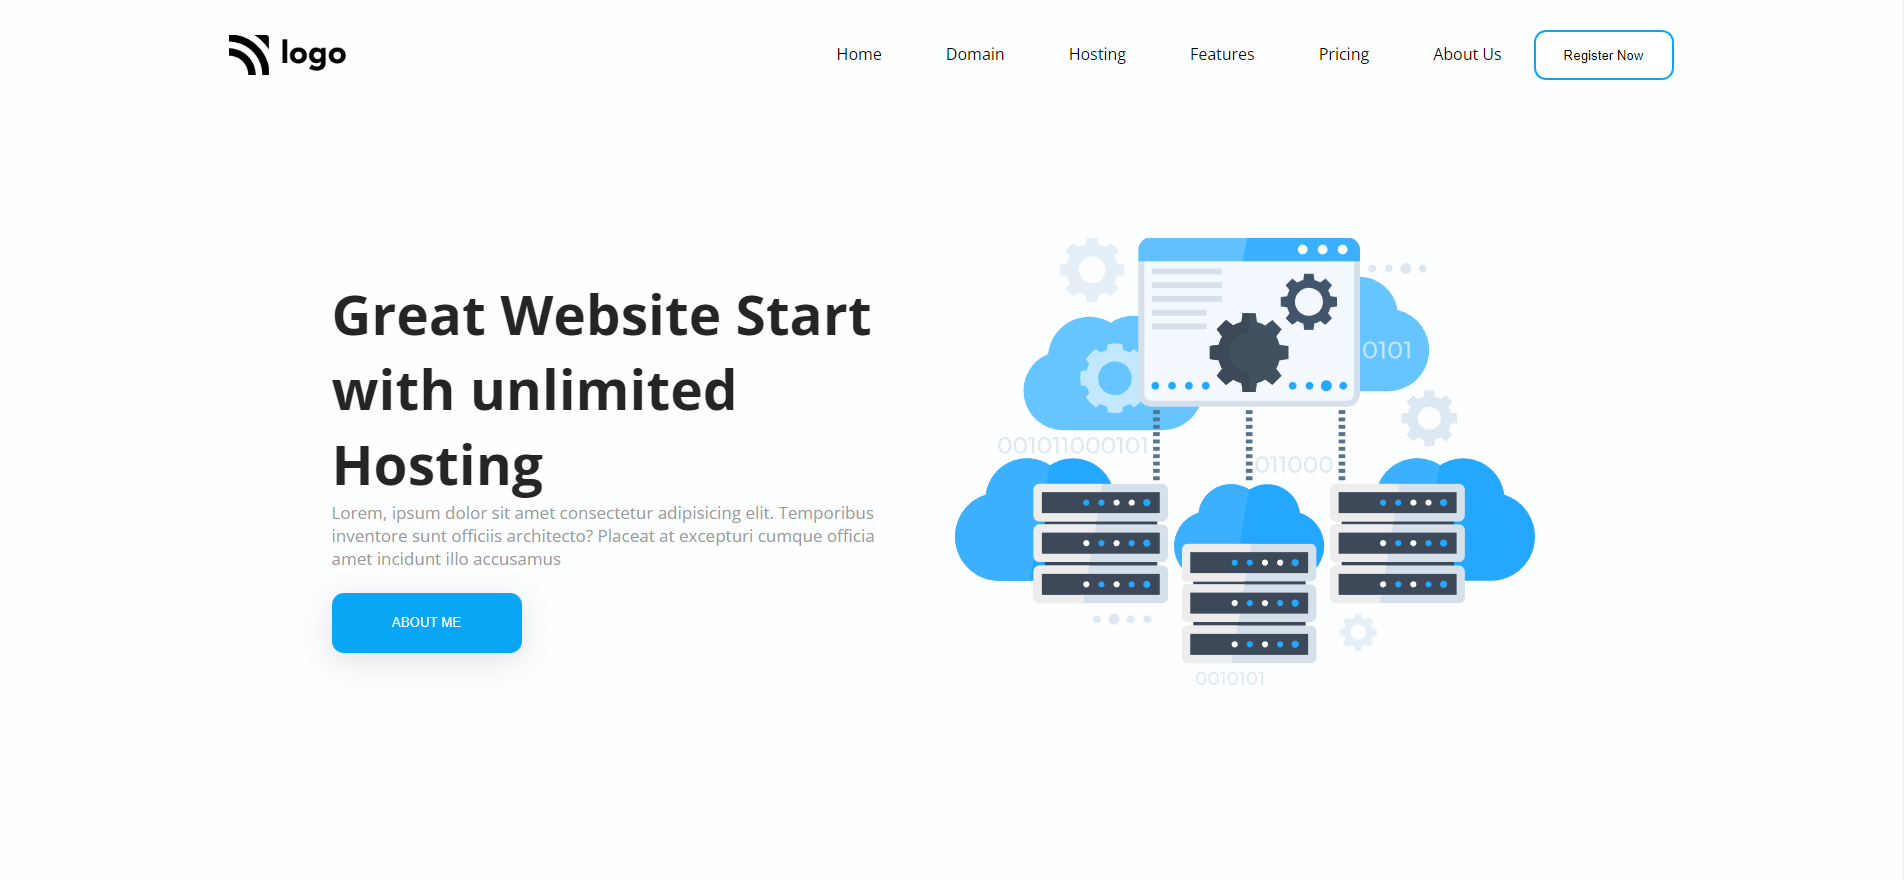 logo
Home Domain Hosting Features Pricing About Us Register Now
Great Website Start
with unlimited
Hosting
Lorem, ipsum dolor sit amet consectetur adipisicing elit. Temporibus
inventore sunt officiis architecto? Placeat at excepturi cumque officia
amet incidunt illo accusamus
ABOUT ME
0101
001011000101
011000
0010101